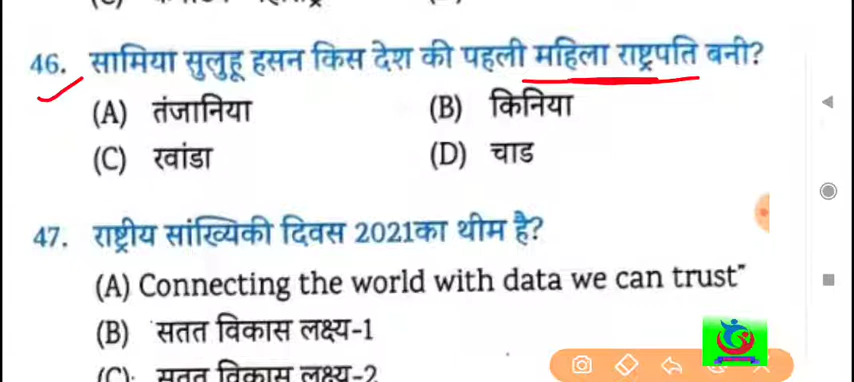 46. सामिया सुलुहू हसन किस देश की पहली महिला राष्ट्रपति बनी?
(A) तंजानिया (B) किनिया
(C) रवांडा (D) चाड
47. राष्ट्रीय सांख्यिकी दिवस 2021का थीम है?
(A) Connecting the world with data we can trust"
(B) सतत विकास लक्ष्य-1
(C) सतत विकास लक्ष्य-2